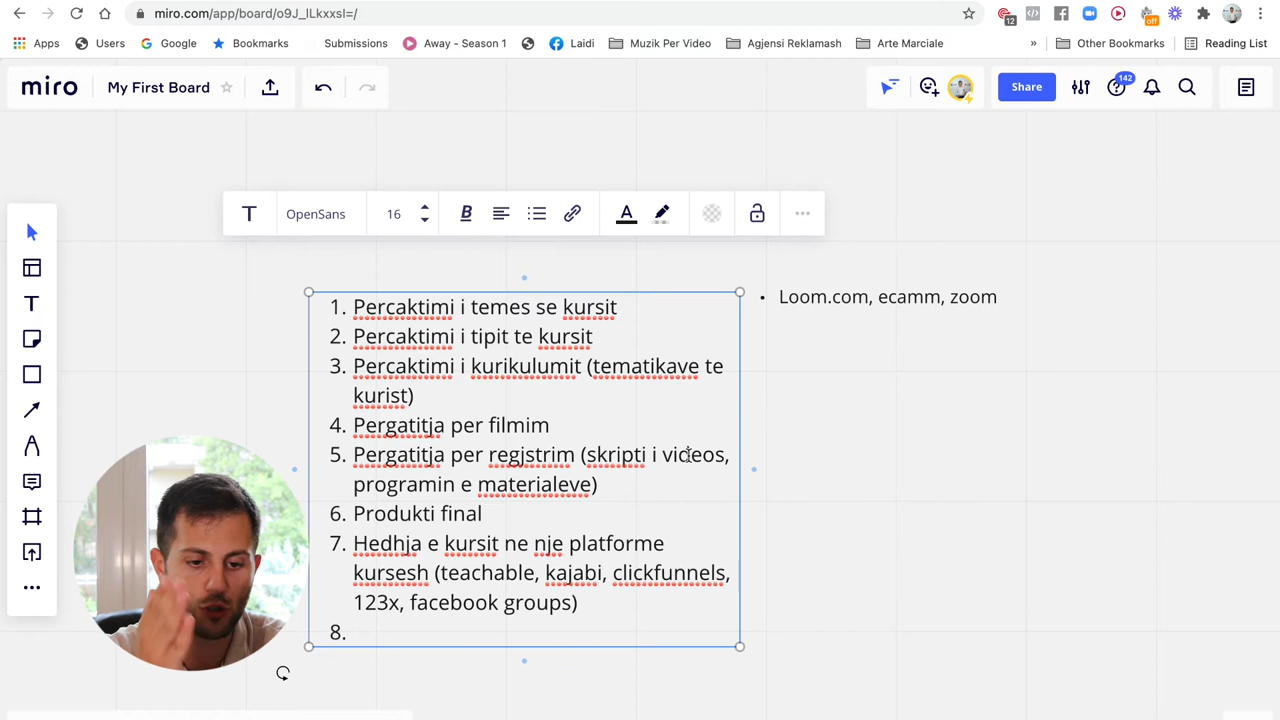 miro.com/app/board/o9J_lLkxxsI=/
12
off
Apps
Users
Google
Bookmarks
Submissions
Away - Season 1
Laidi
Muzik Per Video
Agjensi Reklamash
Arte Marciale
»
Other Bookmarks
Reading List
miro
My First Board
142
Share
OpenSans
16
1. Percaktimi i temes se kursit
2. Percaktimi i tipit te kursit
3. Percaktimi i kurikulumit (tematikave te
kurist)
4. Pergatitja per filmim
5. Pergatitja per regjstrim (skripti i videos,
programin e materialeve)
6. Produkti final
7. Hedhja e kursit ne nje platforme
kursesh (teachable, kajabi, clickfunnels,
123x, facebook groups)
8.
• Loom.com, ecamm, zoom